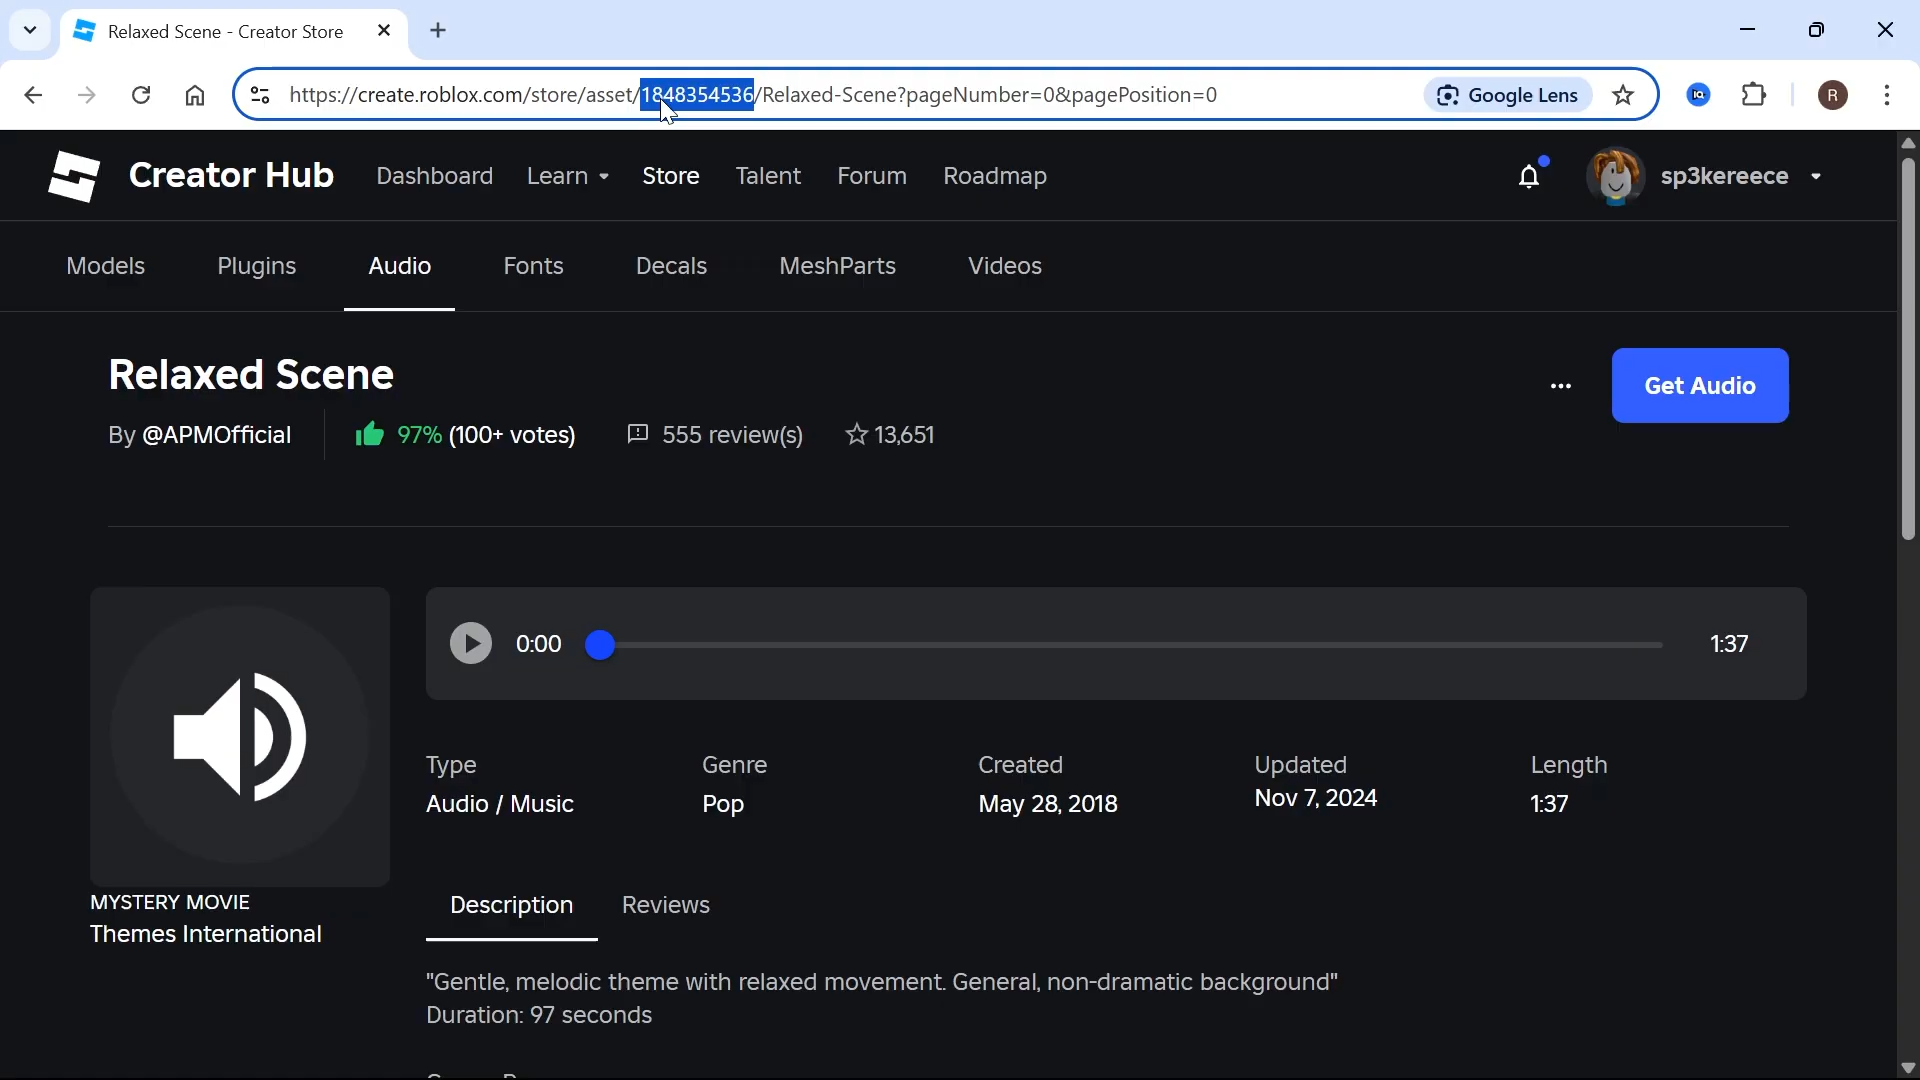 Relaxed Scene - Creator Store
https://create.roblox.com/store/asset/1848354536/Relaxed-Scene?pageNumber=0&pagePosition=0
Google Lens
IQ
R
Creator Hub
Dashboard
Learn
Store
Talent
Forum
Roadmap
sp3kereece
Models
Plugins
Audio
Fonts
Decals
MeshParts
Videos
Relaxed Scene
Get Audio
By @APMOfficial
97% (100+ votes)
555 review(s)
13,651
0:00
1:37
Type
Genre
Created
Updated
Length
Audio / Music
Pop
May 28, 2018
Nov 7, 2024
1:37
MYSTERY MOVIE
Themes International
Description
Reviews
"Gentle, melodic theme with relaxed movement. General, non-dramatic background"
Duration: 97 seconds